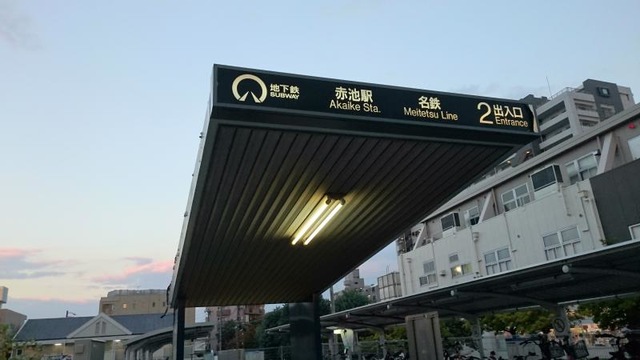 地下鉄
SUBWAY
赤池駅
Akaike Sta.
名鉄
Meitetsu Line
2 出入口
Entrance